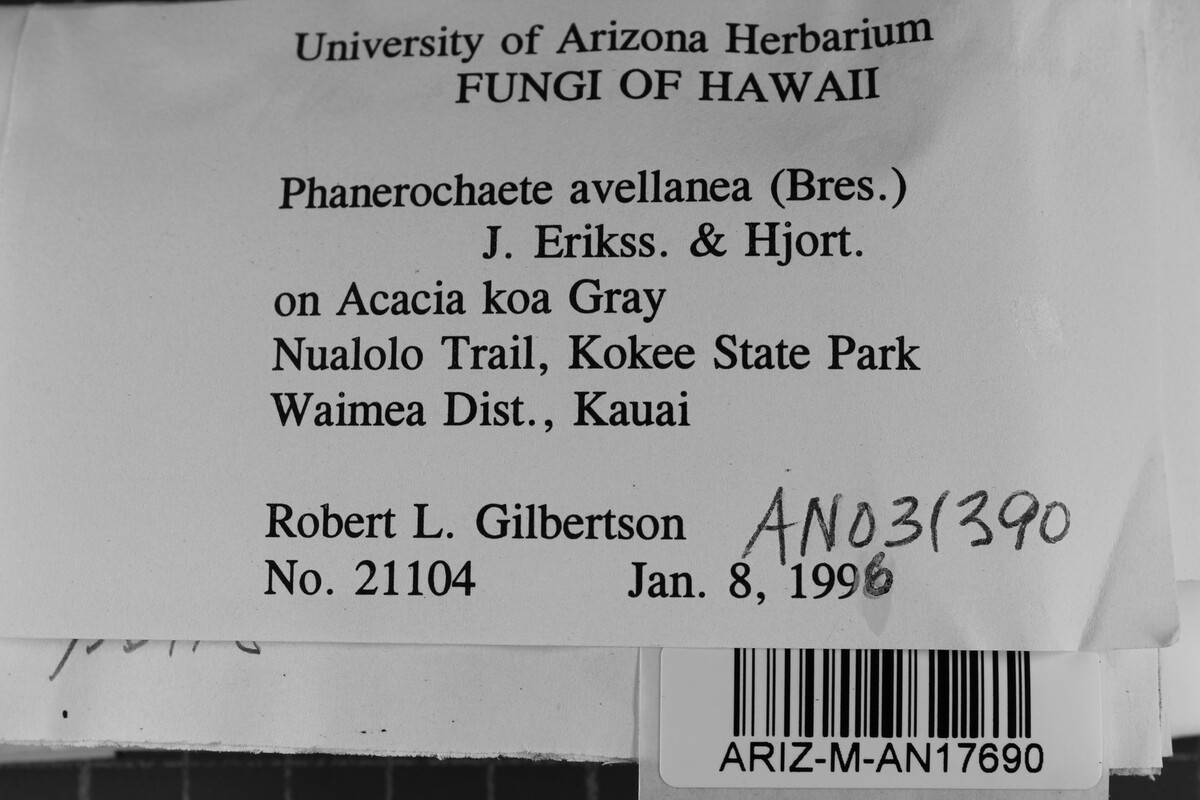 University of Arizona Herbarium
FUNGI OF HAWAII
Phanerochaete avellanea (Bres.)
J. Erikss. & Hjort.
on Acacia koa Gray
Nualolo Trail, Kokee State Park
Waimea Dist., Kauai
Robert L. Gilbertson
AN031390
No. 21104 Jan. 8, 1996
ARIZ-M-AN17690